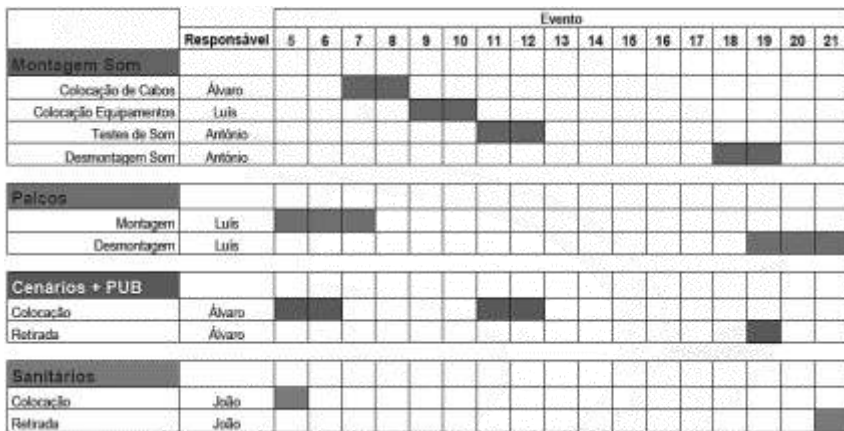 Evento
Responsável 5 6 7 8 9 10 11 12 13 14 15 16 17 18 19 20 21
Montagem Som
Colocação de Cabos Álvaro
Colocação Equipamentos Luís
Testes de Som António
Desmontagem Som António
Palcos
Montagem Luís
Desmontagem Luís
Cenários + PUB
Colocação Álvaro
Retirada Álvaro
Sanitários
Colocação João
Retirada João